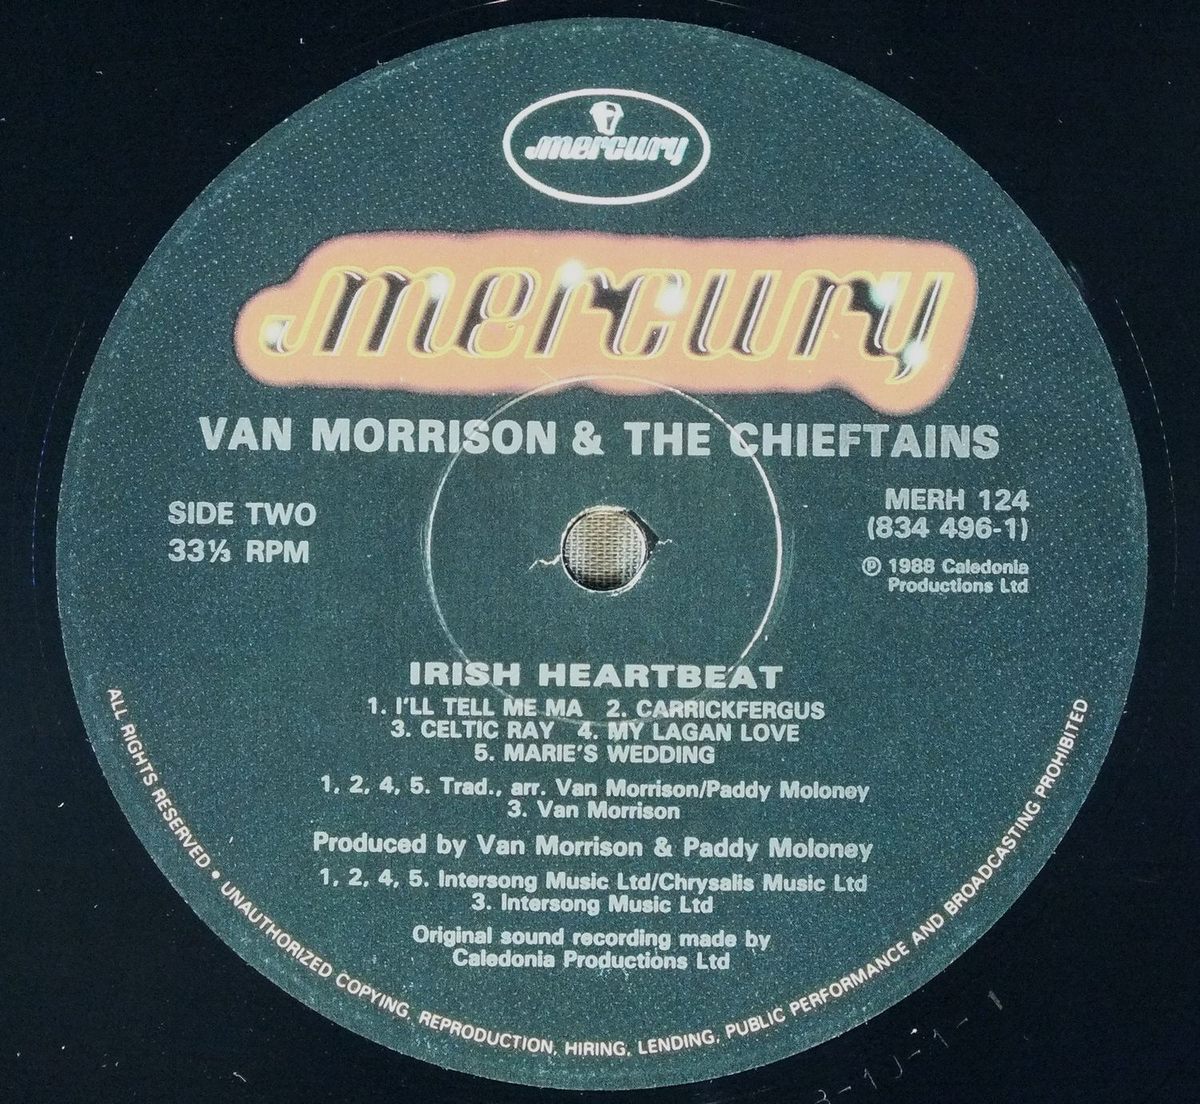 mercury
mercury
VAN MORRISON & THE CHIEFTAINS
SIDE TWO
33⅓ RPM
MERH 124
(834 496-1)
℗ 1988 Caledonia
Productions Ltd
IRISH HEARTBEAT
1. I'LL TELL ME MA 2. CARRICKFERGUS
3. CELTIC RAY 4. MY LAGAN LOVE
5. MARIE'S WEDDING
1, 2, 4, 5. Trad., arr. Van Morrison/Paddy Moloney
3. Van Morrison
Produced by Van Morrison & Paddy Moloney
1, 2, 4, 5. Intersong Music Ltd/Chrysalis Music Ltd
3. Intersong Music Ltd
Original sound recording made by
Caledonia Productions Ltd
ALL RIGHTS RESERVED • UNAUTHORIZED COPYING, REPRODUCTION, HIRING, LENDING, PUBLIC PERFORMANCE AND BROADCASTING PROHIBITED